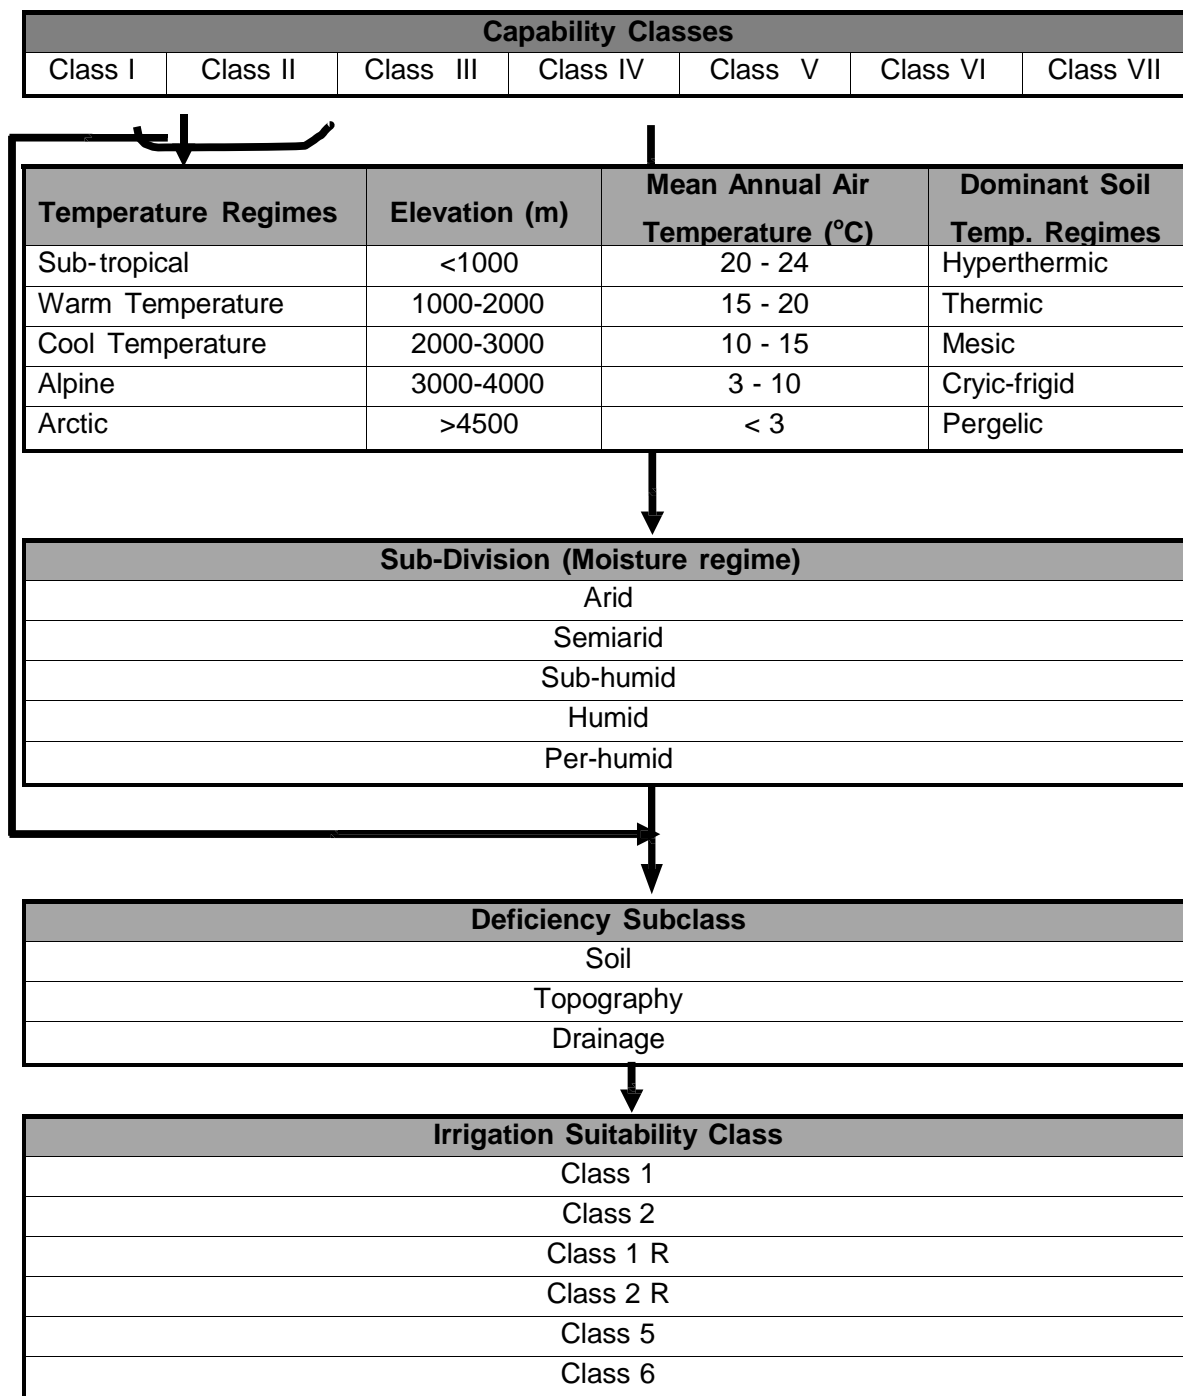 Capability Classes
Class I Class II Class III Class IV Class V Class VI Class VII
Temperature Regimes Elevation (m) Mean Annual Air Temperature (°C) Dominant Soil Temp. Regimes
Sub-tropical <1000 20 - 24 Hyperthermic
Warm Temperature 1000-2000 15 - 20 Thermic
Cool Temperature 2000-3000 10 - 15 Mesic
Alpine 3000-4000 3 - 10 Cryic-frigid
Arctic >4500 < 3 Pergelic
Sub-Division (Moisture regime)
Arid
Semiarid
Sub-humid
Humid
Per-humid
Deficiency Subclass
Soil
Topography
Drainage
Irrigation Suitability Class
Class 1
Class 2
Class 1 R
Class 2 R
Class 5
Class 6